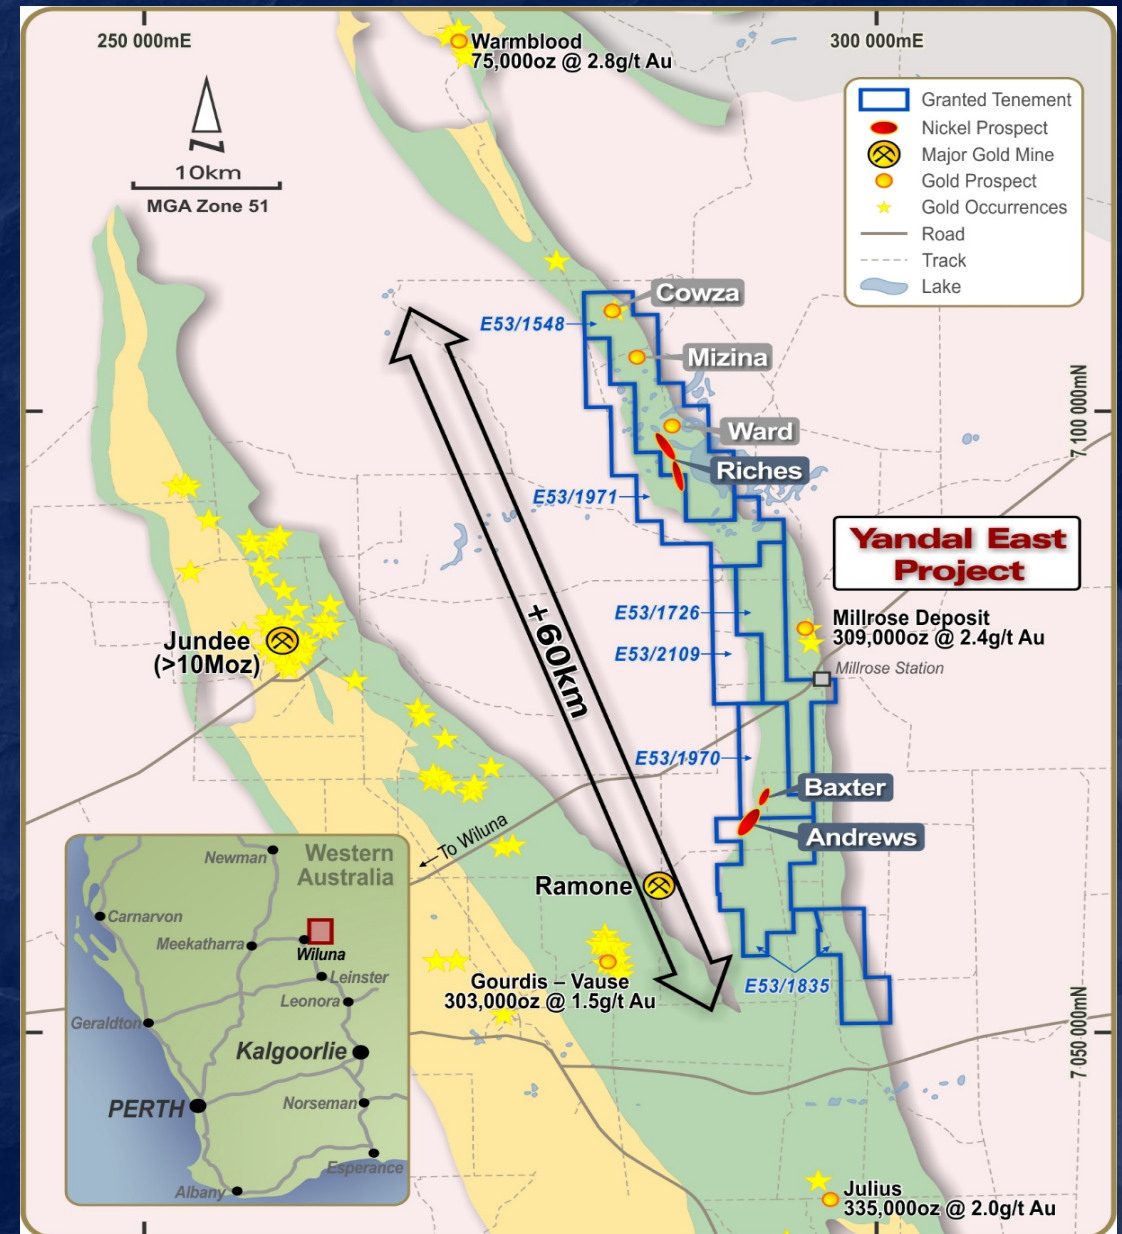 250 000mE
300 000mE
Warmblood
75,000oz @ 2.8g/t Au
Granted Tenement
Nickel Prospect
Major Gold Mine
Gold Prospect
Gold Occurrences
Road
Track
Lake
N
10km
MGA Zone 51
Cowza
E53/1548
Mizina
7 100 000mN
Ward
Riches
E53/1971
Yandal East
Project
+60km
E53/1726
Millrose Deposit
309,000oz @ 2.4g/t Au
Jundee
(>10Moz)
E53/2109
Millrose Station
E53/1970
Baxter
Andrews
To Wiluna
Ramone
Gourdis – Vause
303,000oz @ 1.5g/t Au
E53/1835
7 050 000mN
Western
Australia
Newman
Carnarvon
Meekatharra
Wiluna
Leinster
Leonora
Geraldton
Kalgoorlie
PERTH
Norseman
Esperance
Albany
Julius
335,000oz @ 2.0g/t Au